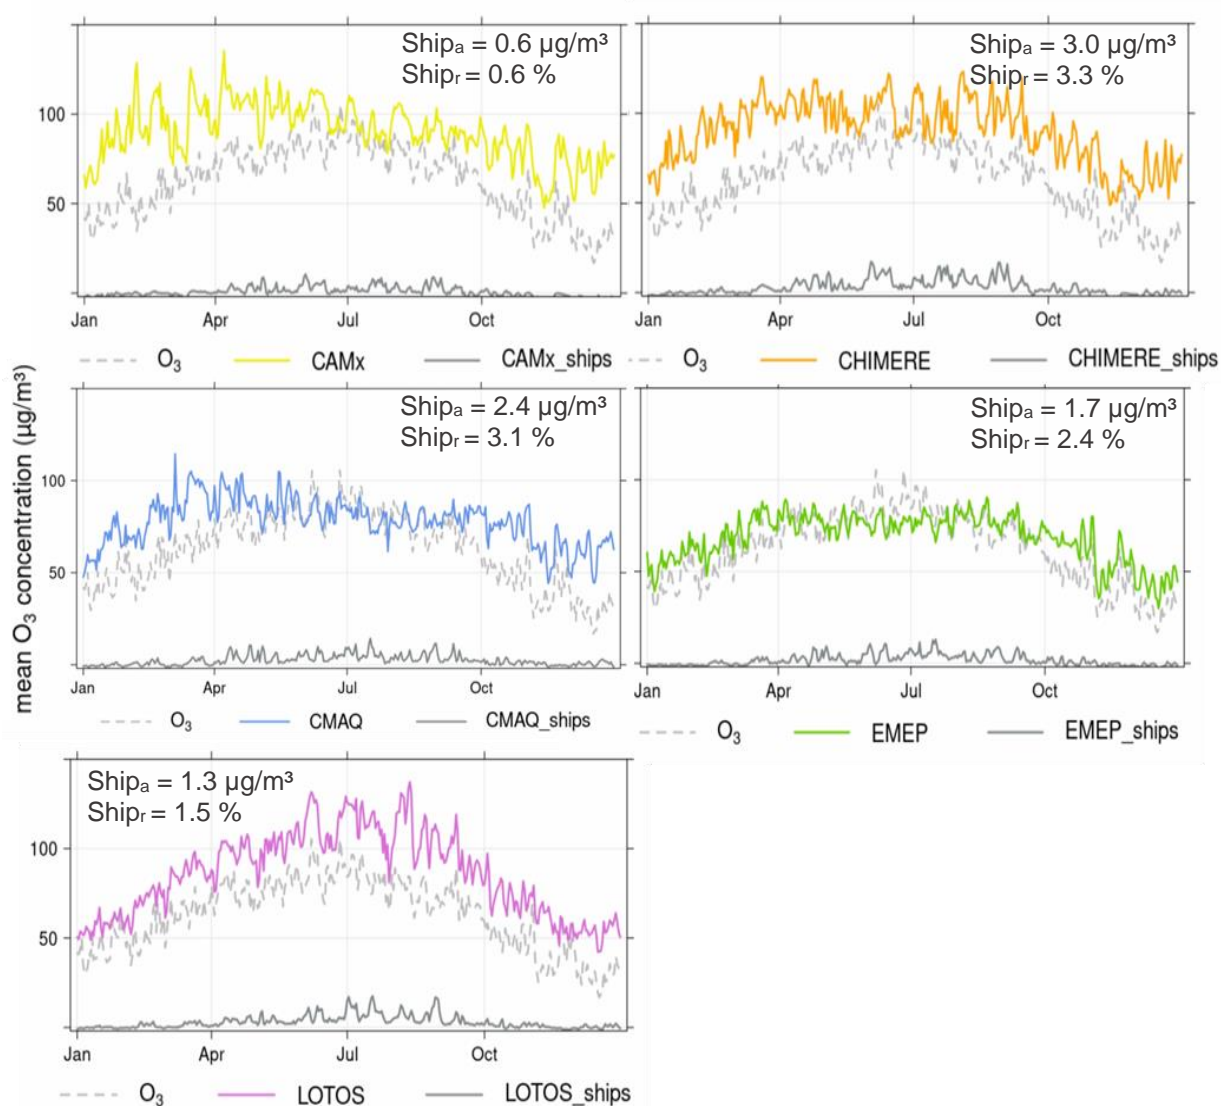 Shipa = 0.6 µg/m³
Shipr = 0.6 %
100
50
Jan Apr Jul Oct
O3 CAMx CAMx_ships
Shipa = 3.0 µg/m³
Shipr = 3.3 %
Jan Apr Jul Oct
O3 CHIMERE CHIMERE_ships
mean O3 concentration (µg/m³)
Shipa = 2.4 µg/m³
Shipr = 3.1 %
100
50
Jan Apr Jul Oct
O3 CMAQ CMAQ_ships
Shipa = 1.7 µg/m³
Shipr = 2.4 %
Jan Apr Jul Oct
O3 EMEP EMEP_ships
Shipa = 1.3 µg/m³
Shipr = 1.5 %
100
50
Jan Apr Jul Oct
O3 LOTOS LOTOS_ships